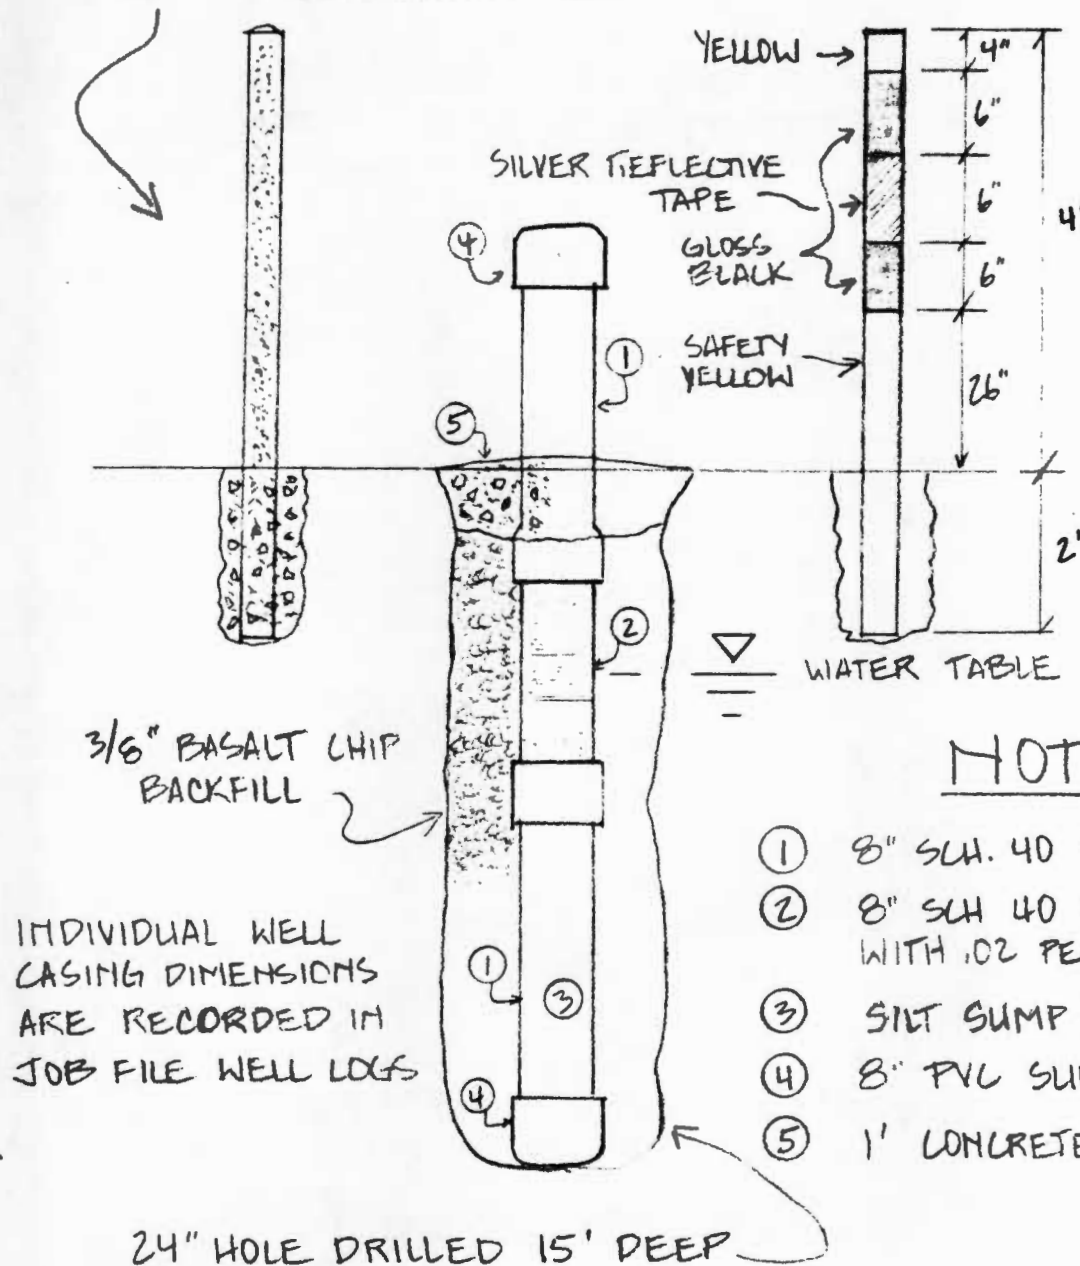 YELLOW
4"
6"
SILVER REFLECTIVE
TAPE
6"
4'
GLOSS
BLACK
6"
SAFETY
YELLOW
26"
4
1
5
2
2'
WATER TABLE
3/8" BASALT CHIP
BACKFILL
NOT
1 8" SCH. 40
2 8" SCH 40
WITH .02 PE
INDIVIDUAL WELL
CASING DIMENSIONS
ARE RECORDED IN
JOB FILE WELL LOGS
1
3
3 SILT SUMP
4
4 8" PVC SLI
5 1' CONCRETE
24" HOLE DRILLED 15' DEEP